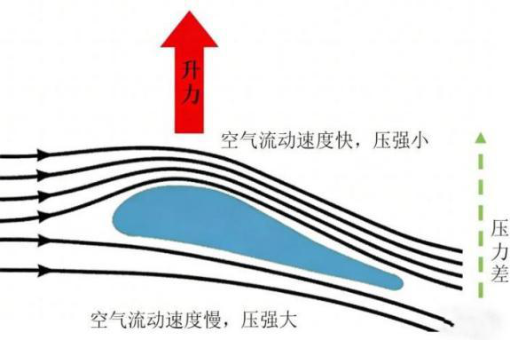 升力
空气流动速度快，压强小
压力差
空气流动速度慢，压强大